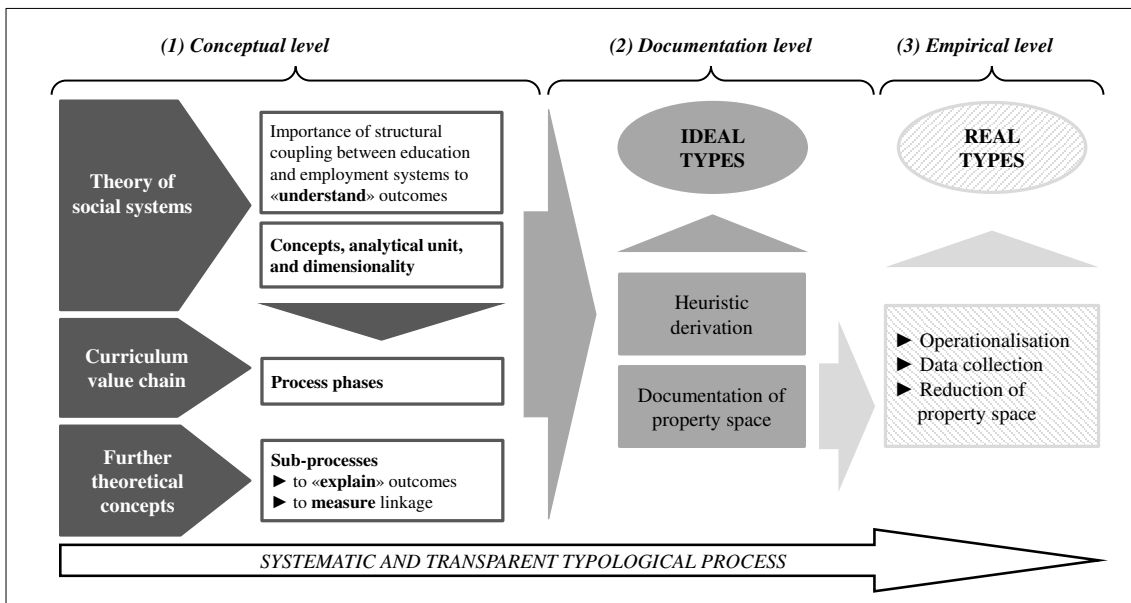 (1) Conceptual level
(2) Documentation level
(3) Empirical level
Theory of
social systems
Importance of structural
coupling between education
and employment systems to
«understand» outcomes
Concepts, analytical unit,
and dimensionality
Curriculum
value chain
Process phases
Further
theoretical
concepts
Sub-processes
► to «explain» outcomes
► to measure linkage
IDEAL
TYPES
Heuristic
derivation
Documentation of
property space
REAL
TYPES
► Operationalisation
► Data collection
► Reduction of
property space
SYSTEMATIC AND TRANSPARENT TYPOLOGICAL PROCESS